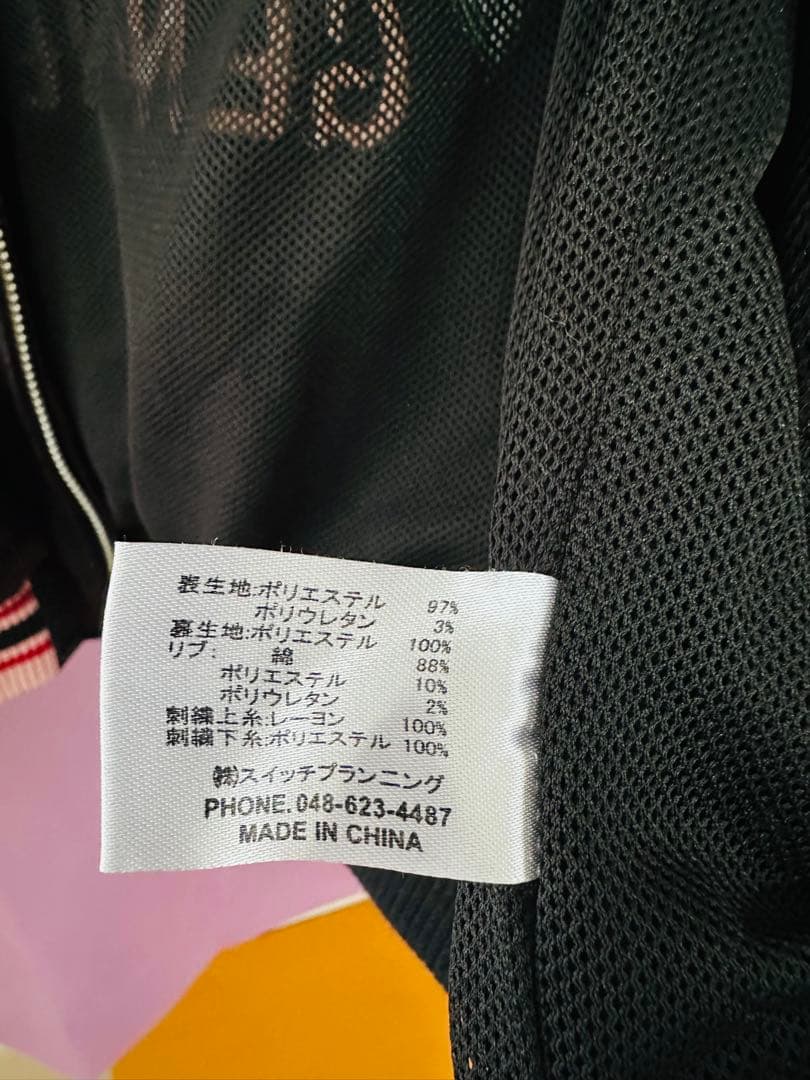 表生地:ポリエステル 97%
ポリウレタン 3%
裏生地:ポリエステル 100%
リブ: 綿 88%
ポリエステル 10%
ポリウレタン 2%
刺繍上糸:レーヨン 100%
刺繍下糸:ポリエステル 100%
㈱スイッチプランニング
PHONE.048-623-4487
MADE IN CHINA